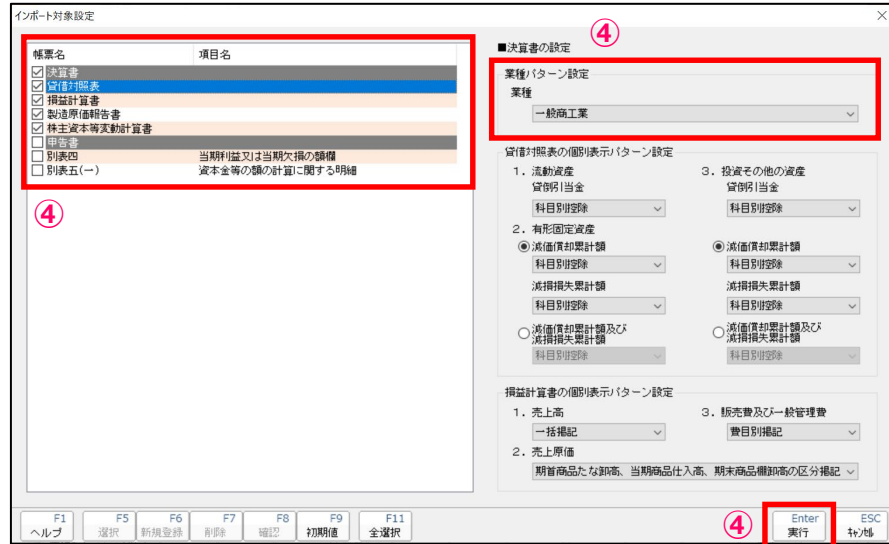 インポート対象設定
④
帳票名 項目名
決算書
貸借対照表
損益計算書
製造原価報告書
株主資本等変動計算書
申告書
別表四 当期利益又は当期欠損の額欄
別表五(一) 資本金等の額の計算に関する明細
④
■決算書の設定
業種パターン設定
業種
一般商工業
貸借対照表の個別表示パターン設定
1. 流動資産
貸倒引当金
科目別控除
2. 有形固定資産
減価償却累計額
科目別控除
減損損失累計額
科目別控除
減価償却累計額及び
減損損失累計額
科目別控除
3. 投資その他の資産
貸倒引当金
科目別控除
減価償却累計額
科目別控除
減損損失累計額
科目別控除
減価償却累計額及び
減損損失累計額
科目別控除
損益計算書の個別表示パターン設定
1. 売上高
一括掲記
3. 販売費及び一般管理費
費目別掲記
2. 売上原価
期首商品たな卸高、当期商品仕入高、期末商品棚卸高の区分掲記
F1 F5 F6 F7 F8 F9 F11 Enter ESC
ヘルプ 選択 新規登録 削除 確認 初期値 全選択 ④ 実行 キャンセル